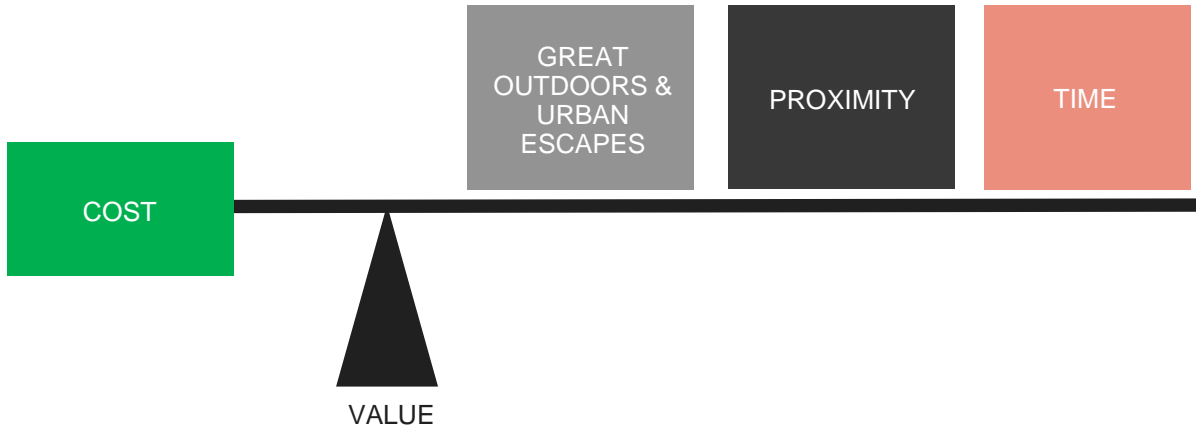 GREAT
OUTDOORS &
URBAN
ESCAPES
PROXIMITY
TIME
COST
VALUE